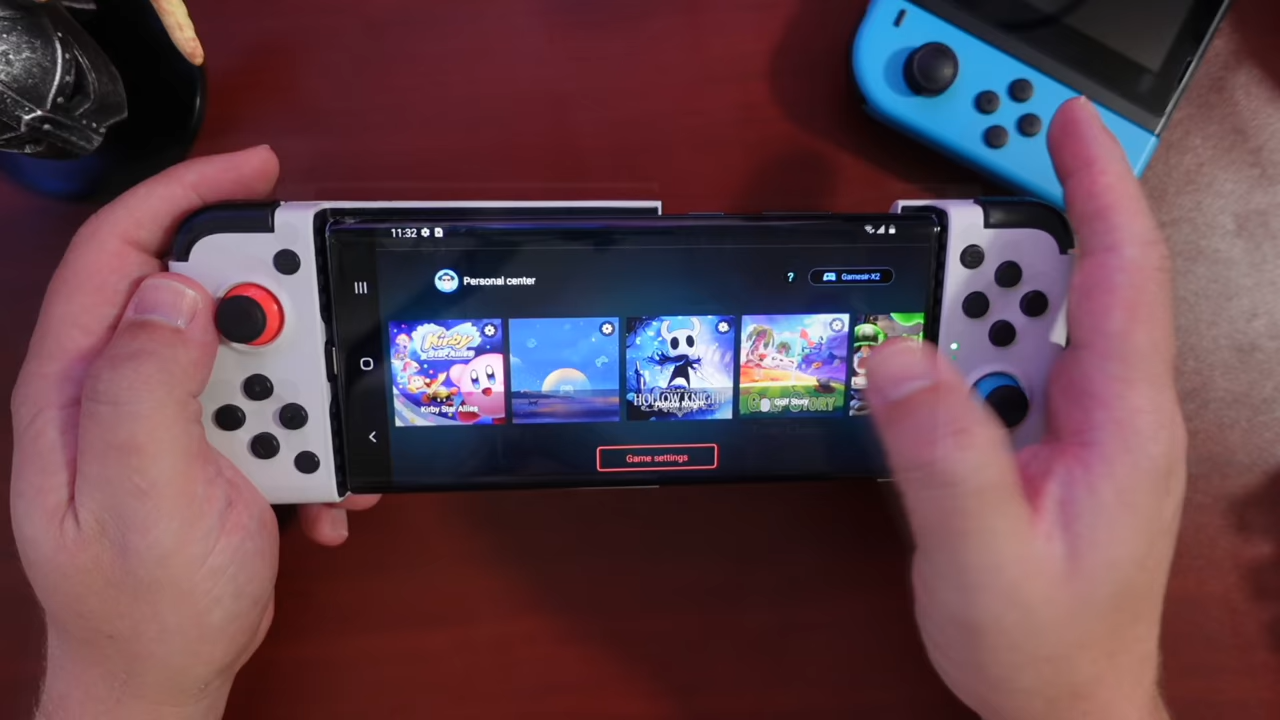 11:32
Personal center
?
Gamesir-X2
Kirby
Star Allies
Kirby Star Allies
HOLLOW KNIGHT
Hollow Knight
GOLF STORY
Golf Story
Game settings